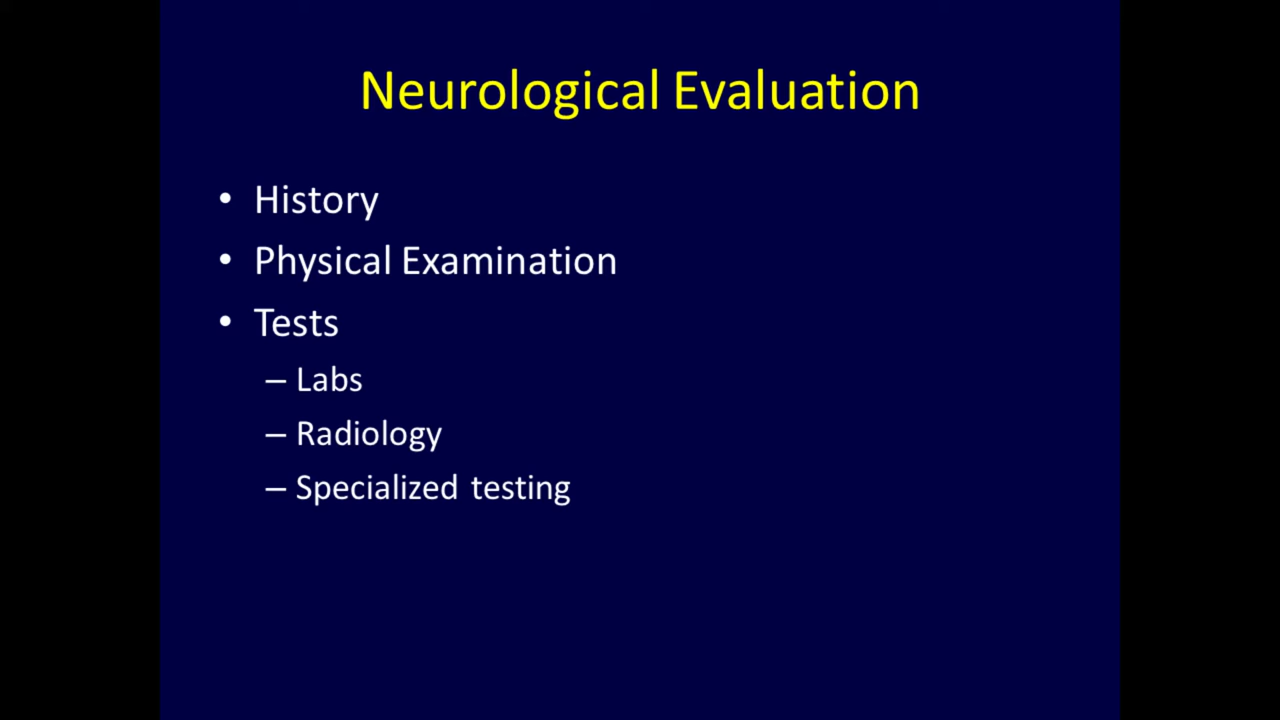 Neurological Evaluation
• History
• Physical Examination
• Tests
– Labs
– Radiology
– Specialized testing